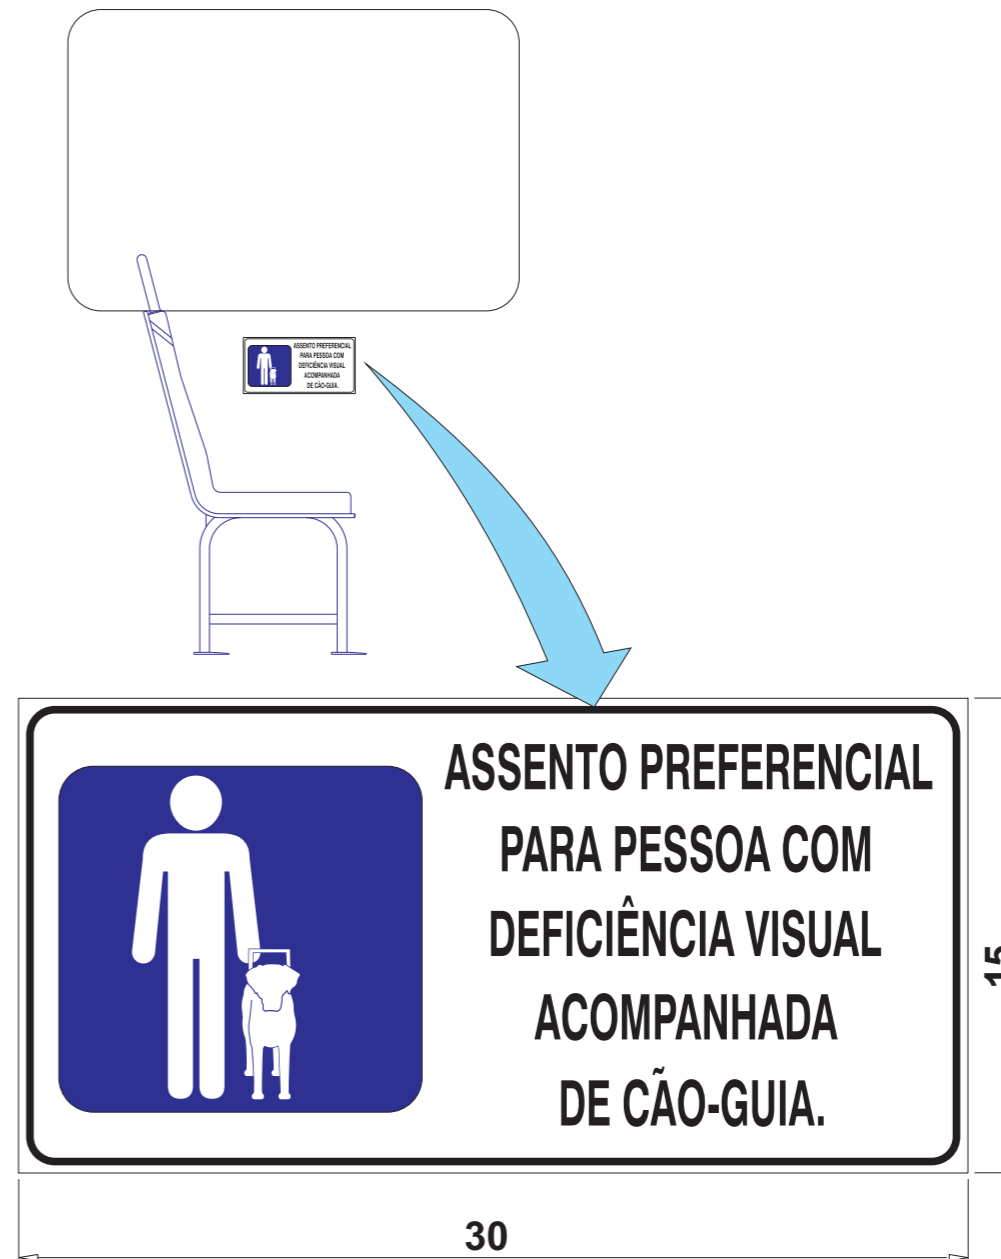 ASSENTO PREFERENCIAL
PARA PESSOA COM
DEFICIÊNCIA VISUAL
ACOMPANHADA
DE CÃO-GUIA.
ASSENTO PREFERENCIAL
PARA PESSOA COM
DEFICIÊNCIA VISUAL
ACOMPANHADA
DE CÃO-GUIA.
15
30